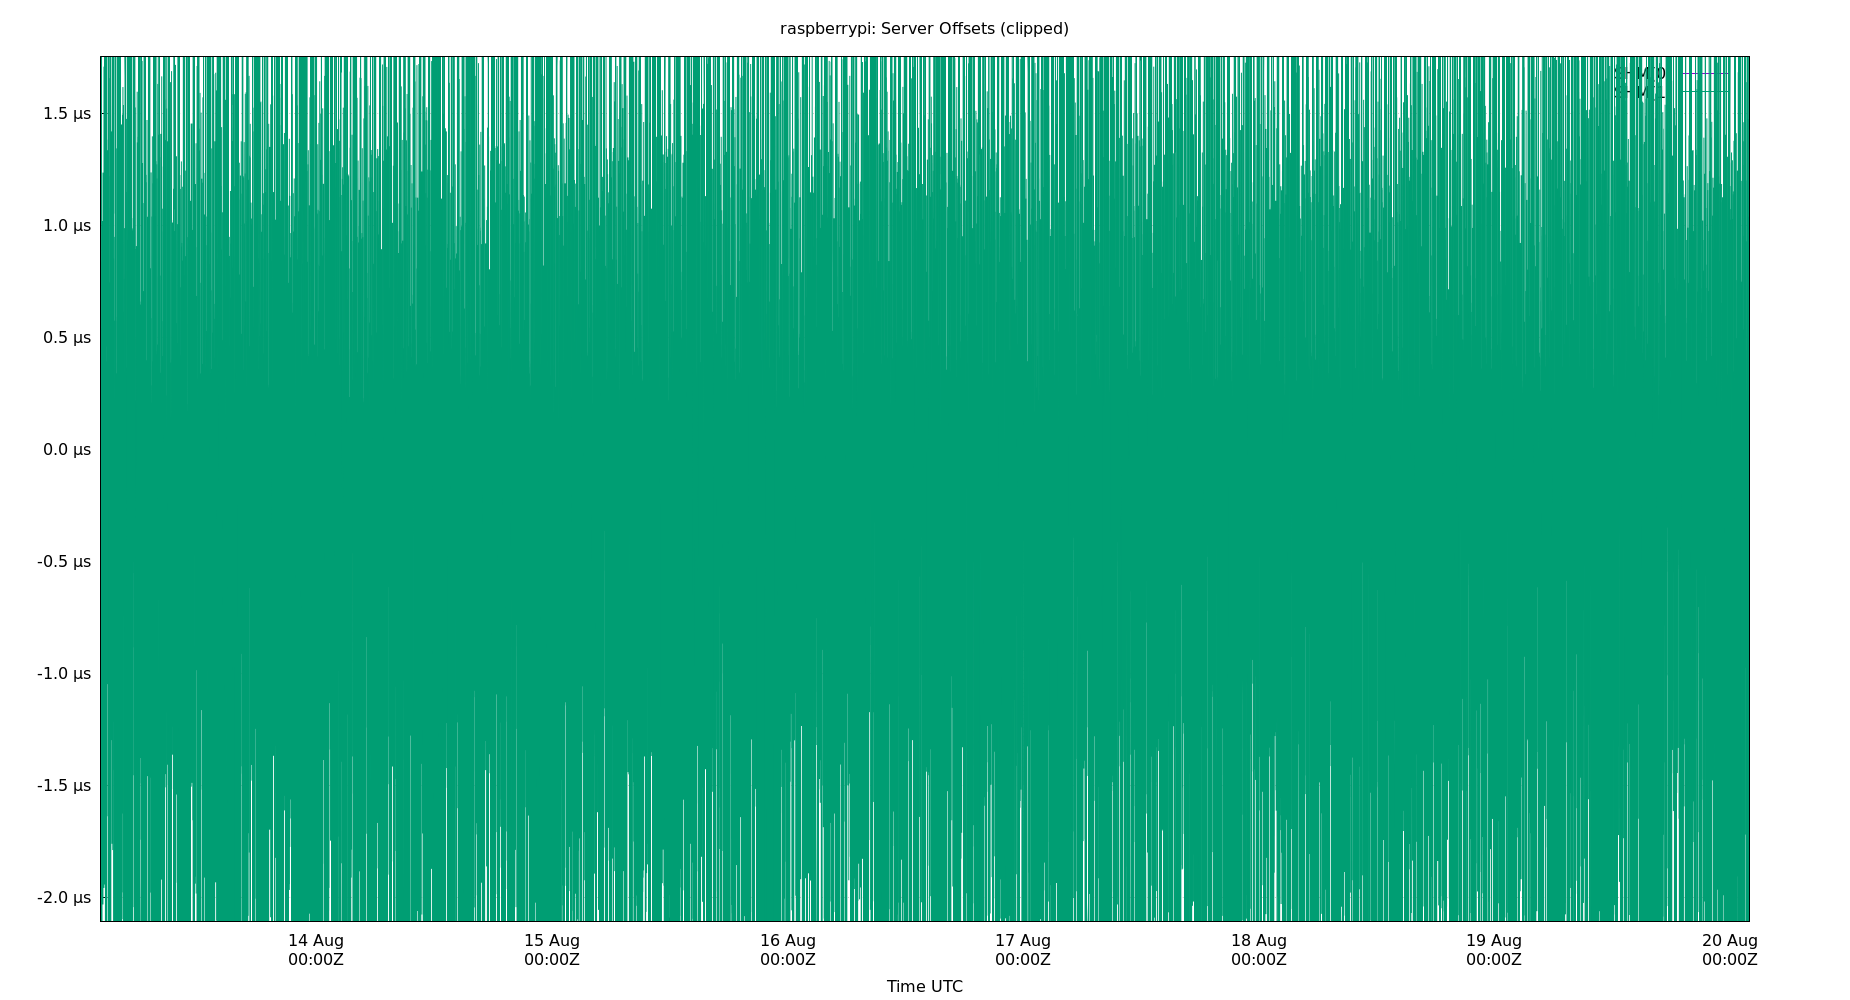 raspberrypi: Server Offsets (clipped)
1.5 µs
1.0 µs
0.5 µs
0.0 µs
-0.5 µs
-1.0 µs
-1.5 µs
-2.0 µs
14 Aug 15 Aug 16 Aug 17 Aug 18 Aug 19 Aug 20 Aug
00:00Z 00:00Z 00:00Z 00:00Z 00:00Z 00:00Z 00:00Z
Time UTC